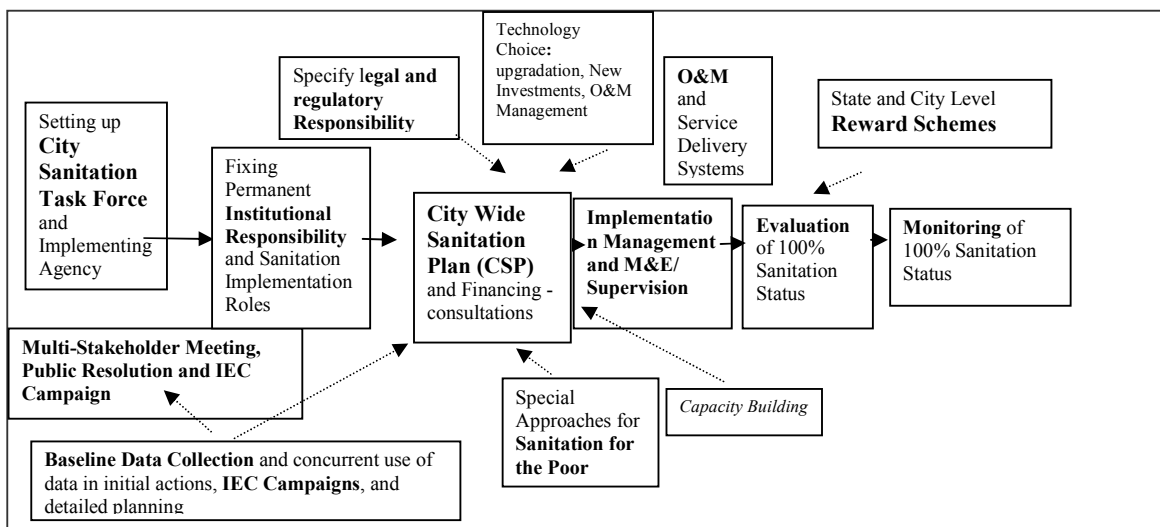 Setting up
City
Sanitation
Task Force
and
Implementing
Agency
Specify legal and
regulatory
Responsibility
Technology
Choice:
upgradation, New
Investments, O&M
Management
O&M
and
Service
Delivery
Systems
State and City Level
Reward Schemes
Fixing
Permanent
Institutional
Responsibility
and Sanitation
Implementation
Roles
City Wide
Sanitation
Plan (CSP)
and Financing -
consultations
Implementatio
n Management
and M&E/
Supervision
Evaluation
of 100%
Sanitation
Status
Monitoring of
100% Sanitation
Status
Multi-Stakeholder Meeting,
Public Resolution and IEC
Campaign
Special
Approaches for
Sanitation for
the Poor
Capacity Building
Baseline Data Collection and concurrent use of
data in initial actions, IEC Campaigns, and
detailed planning